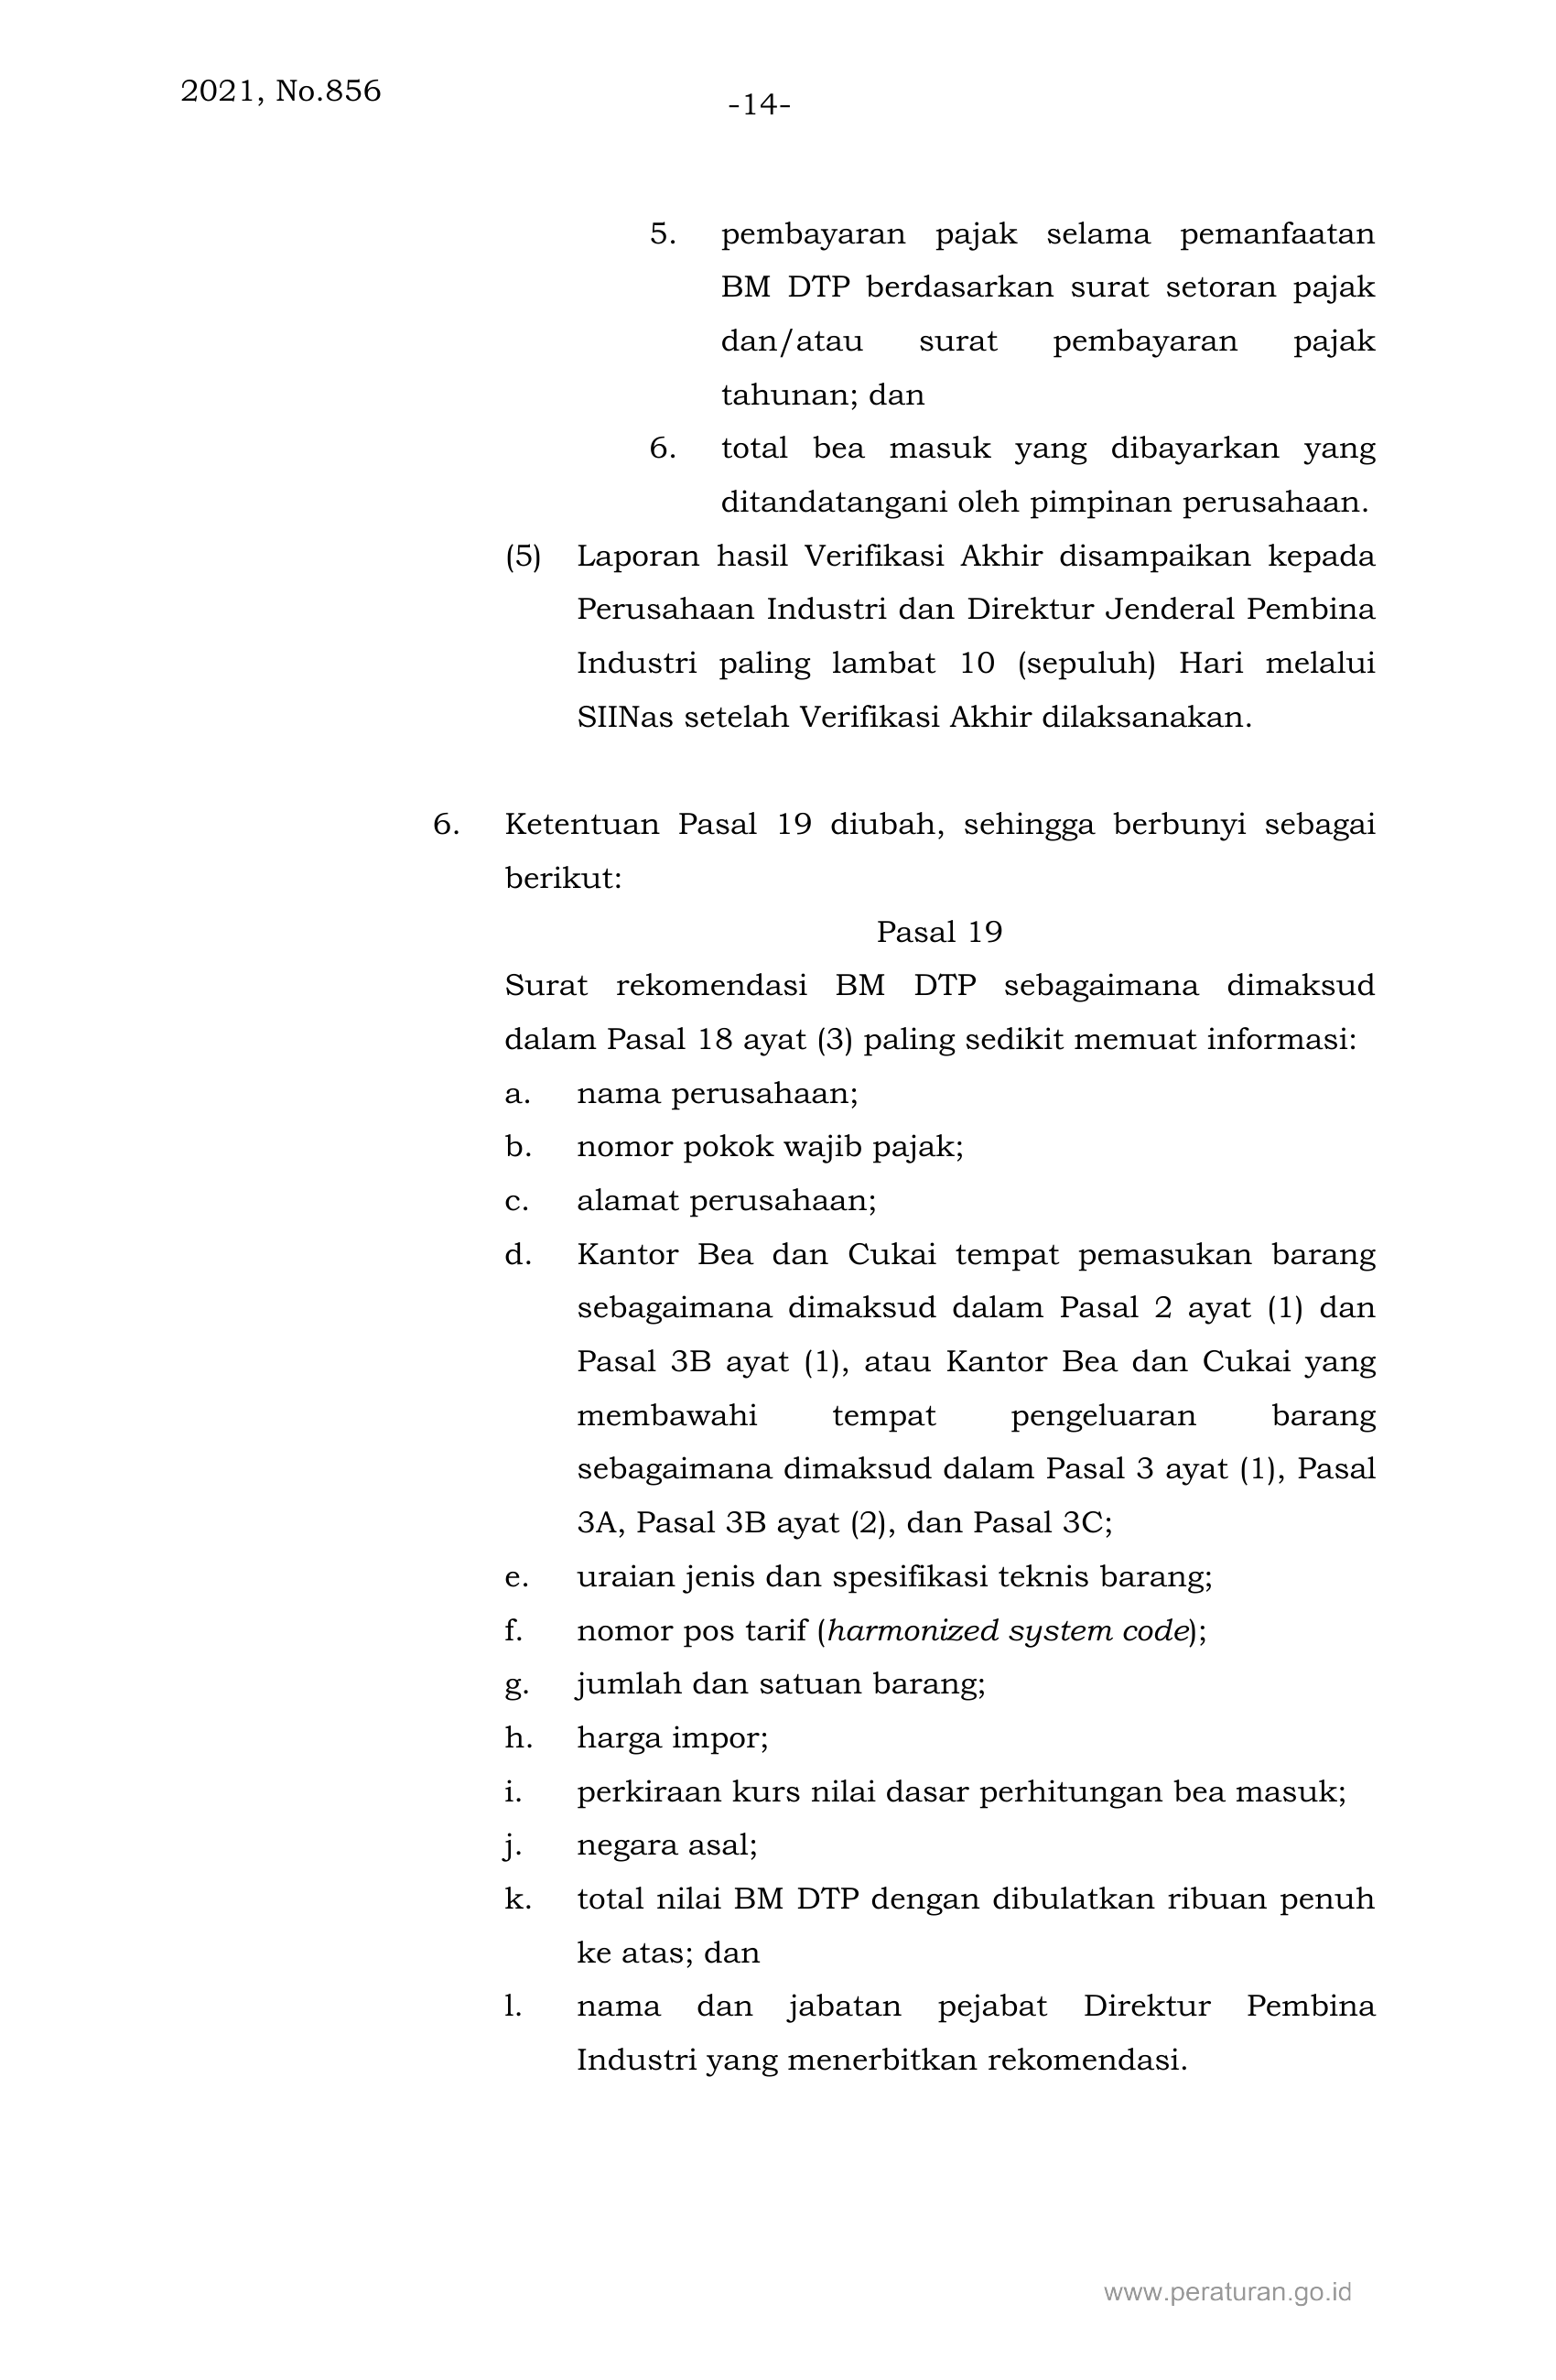 2021, No.856
-14-
5. pembayaran pajak selama pemanfaatan
BM DTP berdasarkan surat setoran pajak
dan/atau surat pembayaran pajak
tahunan; dan
6. total bea masuk yang dibayarkan yang
ditandatangani oleh pimpinan perusahaan.
(5) Laporan hasil Verifikasi Akhir disampaikan kepada
Perusahaan Industri dan Direktur Jenderal Pembina
Industri paling lambat 10 (sepuluh) Hari melalui
SIINas setelah Verifikasi Akhir dilaksanakan.
6. Ketentuan Pasal 19 diubah, sehingga berbunyi sebagai
berikut:
Pasal 19
Surat rekomendasi BM DTP sebagaimana dimaksud
dalam Pasal 18 ayat (3) paling sedikit memuat informasi:
a. nama perusahaan;
b. nomor pokok wajib pajak;
c. alamat perusahaan;
d. Kantor Bea dan Cukai tempat pemasukan barang
sebagaimana dimaksud dalam Pasal 2 ayat (1) dan
Pasal 3B ayat (1), atau Kantor Bea dan Cukai yang
membawahi tempat pengeluaran barang
sebagaimana dimaksud dalam Pasal 3 ayat (1), Pasal
3A, Pasal 3B ayat (2), dan Pasal 3C;
e. uraian jenis dan spesifikasi teknis barang;
f. nomor pos tarif (harmonized system code);
g. jumlah dan satuan barang;
h. harga impor;
i. perkiraan kurs nilai dasar perhitungan bea masuk;
j. negara asal;
k. total nilai BM DTP dengan dibulatkan ribuan penuh
ke atas; dan
l. nama dan jabatan pejabat Direktur Pembina
Industri yang menerbitkan rekomendasi.
www.peraturan.go.id